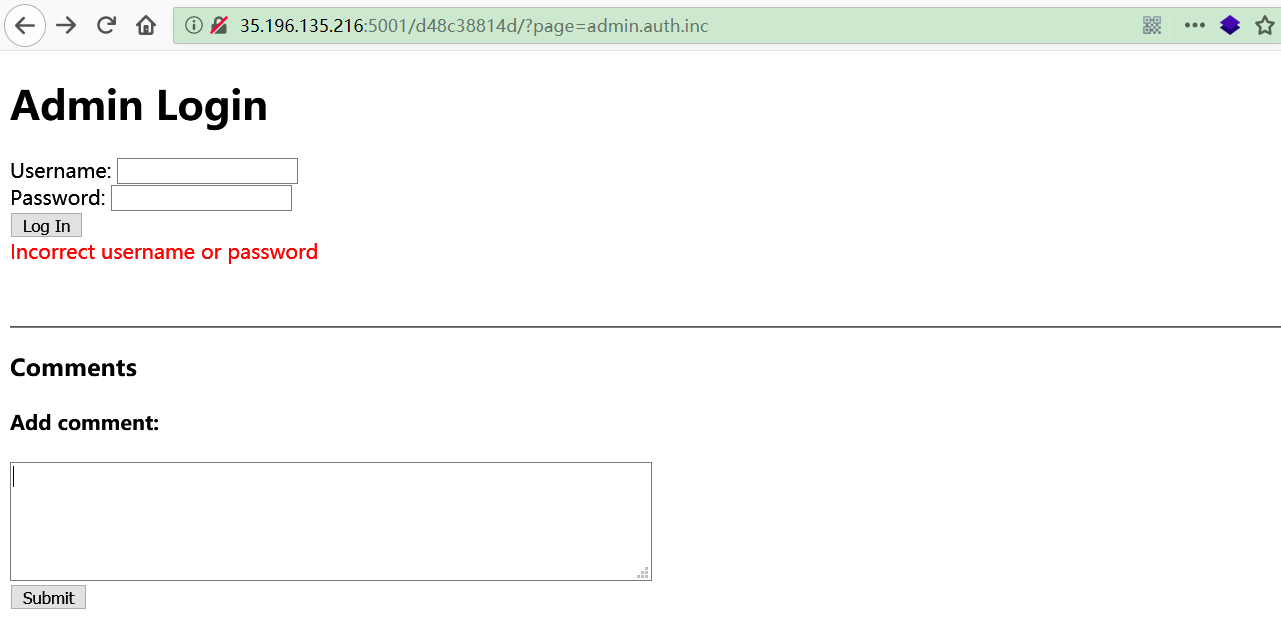 35.196.135.216:5001/d48c38814d/?page=admin.auth.inc
Admin Login
Username:
Password:
Log In
Incorrect username or password
Comments
Add comment:
Submit